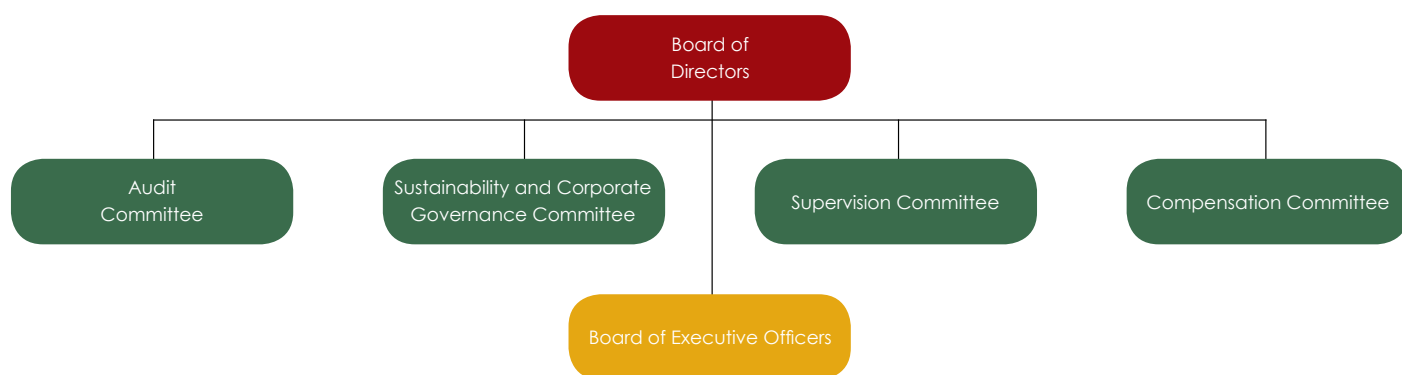 Board of
Directors
Audit
Committee
Sustainability and Corporate
Governance Committee
Supervision Committee
Compensation Committee
Board of Executive Officers